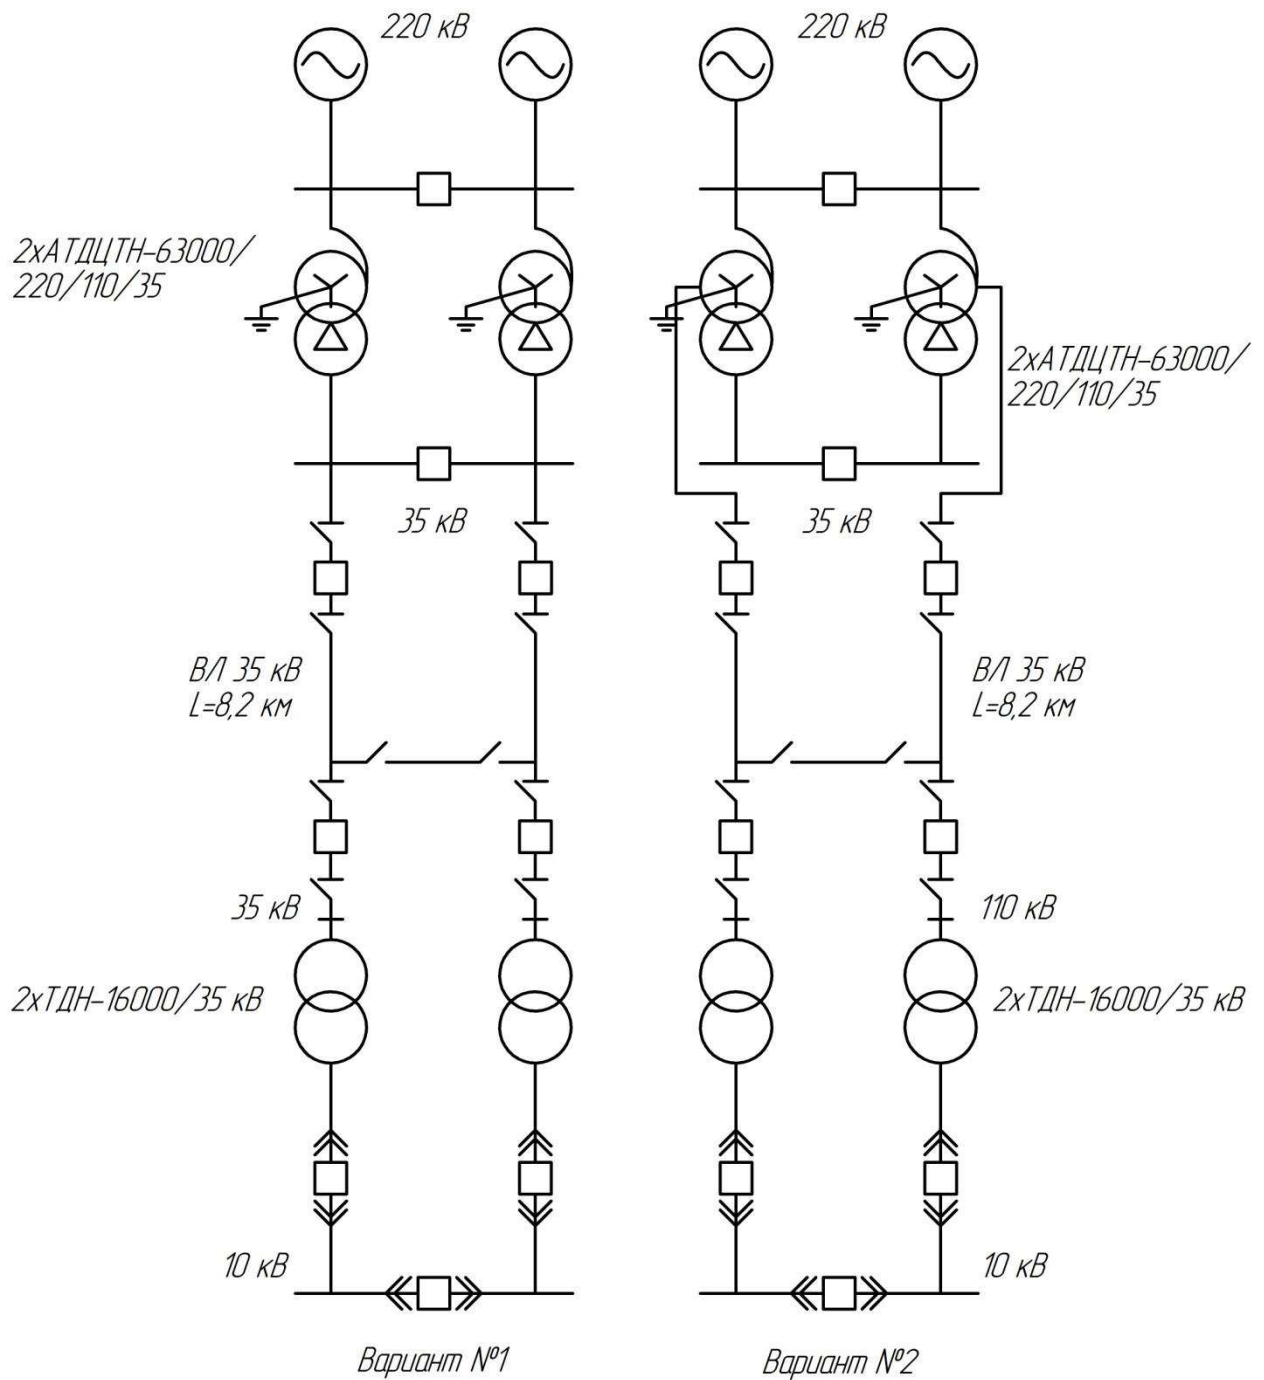 220 кВ
220 кВ
2хАТДЦТН-63000/
220/110/35
2хАТДЦТН-63000/
220/110/35
35 кВ
35 кВ
ВЛ 35 кВ
L=8,2 км
ВЛ 35 кВ
L=8,2 км
35 кВ
110 кВ
2хТДН-16000/35 кВ
2хТДН-16000/35 кВ
10 кВ
10 кВ
Вариант №1
Вариант №2